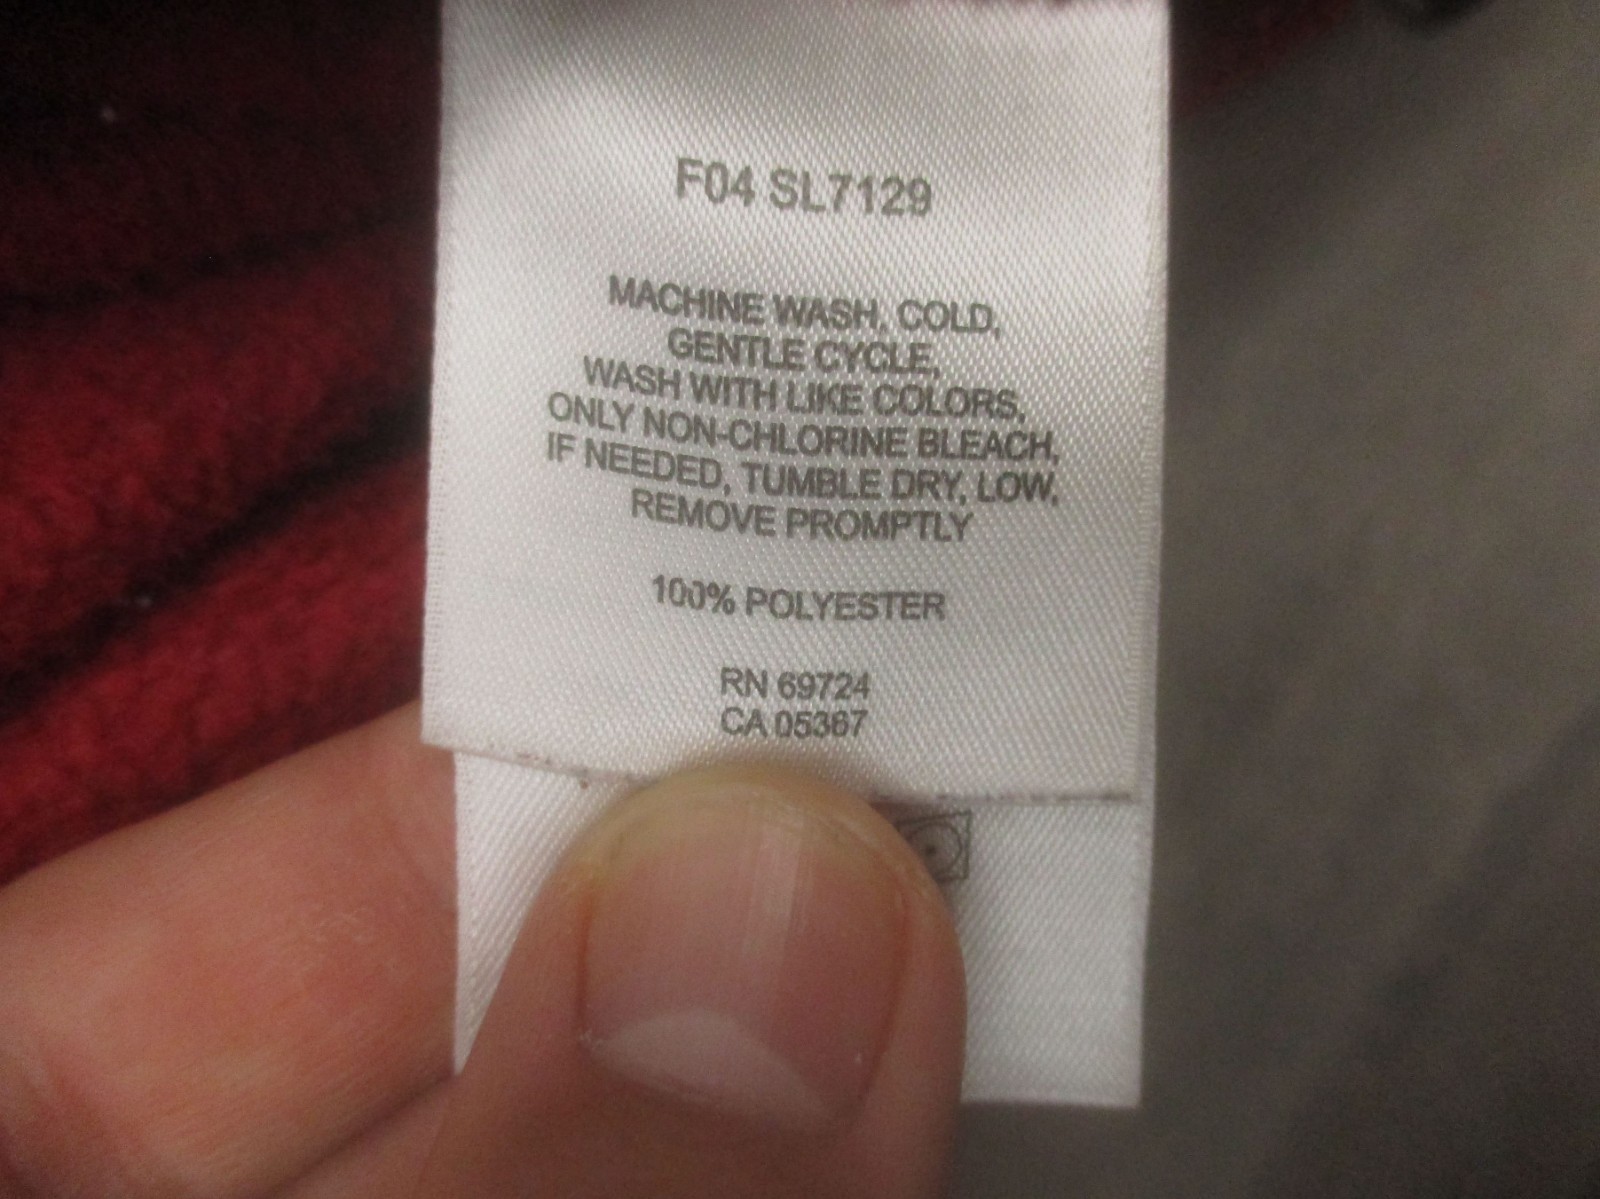 F04 SL7129
MACHINE WASH, COLD,
GENTLE CYCLE,
WASH WITH LIKE COLORS,
ONLY NON-CHLORINE BLEACH,
IF NEEDED, TUMBLE DRY, LOW,
REMOVE PROMPTLY
100% POLYESTER
RN 69724
CA 05367